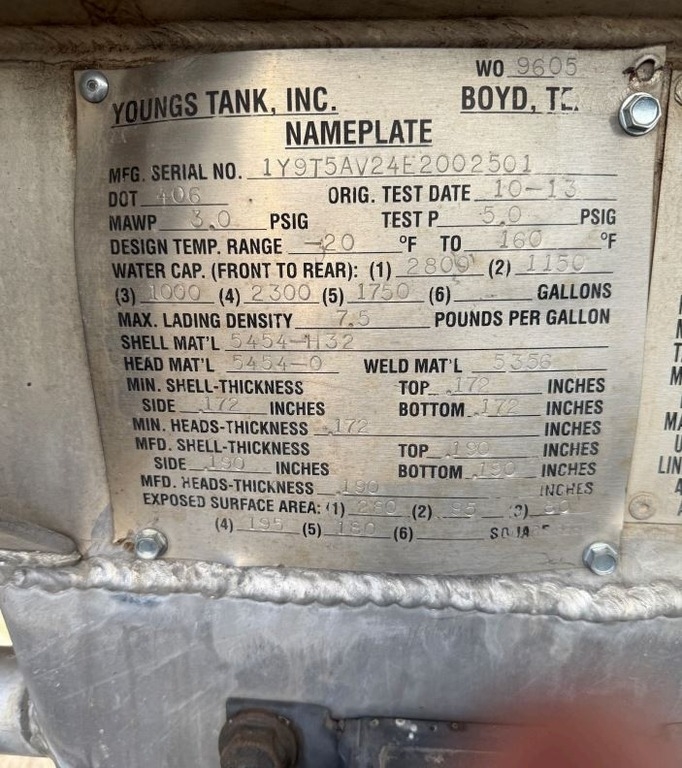 WO 9605
YOUNGS TANK, INC. BOYD, TE
NAMEPLATE
MFG. SERIAL NO. 1Y9T5AV24E2002501
DOT 406 ORIG. TEST DATE 10-13
MAWP 3.0 PSIG TEST P 5.0 PSIG
DESIGN TEMP. RANGE -20 °F TO 160 °F
WATER CAP. (FRONT TO REAR): (1) 2800 (2) 1150
(3) 1000 (4) 2300 (5) 1750 (6) GALLONS
MAX. LADING DENSITY 7.5 POUNDS PER GALLON
SHELL MAT'L 5454-H32
HEAD MAT'L 5454-0 WELD MAT'L 5356
MIN. SHELL-THICKNESS TOP .172 INCHES
SIDE .172 INCHES BOTTOM .172 INCHES
MIN. HEADS-THICKNESS .172 INCHES
MFD. SHELL-THICKNESS TOP .190 INCHES
SIDE .190 INCHES BOTTOM .190 INCHES
MFD. HEADS-THICKNESS .190 INCHES
EXPOSED SURFACE AREA: (1) (2) (3)
(4) 195 (5) 180 (6)